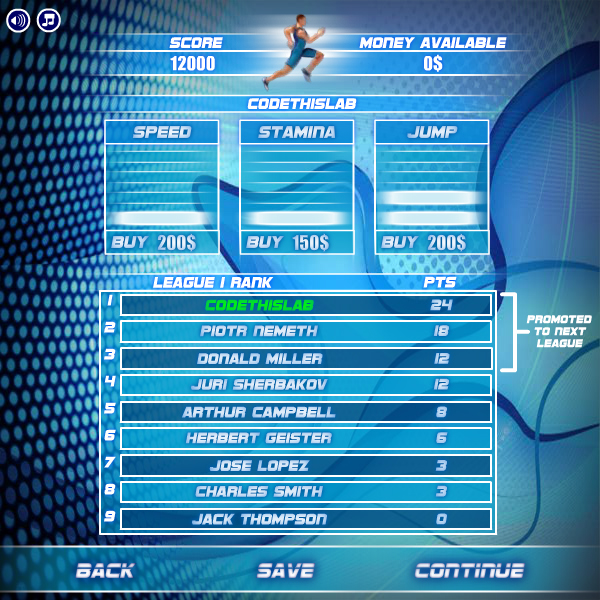 SCORE
MONEY AVAILABLE
12000
0$
CODETHISLAB
SPEED
STAMINA
JUMP
BUY 200$
BUY 150$
BUY 200$
LEAGUE 1 RANK PTS
1 CODETHISLAB 24
2 PIOTR NEMETH 18
3 DONALD MILLER 12
4 JURI SHERBAKOV 12
5 ARTHUR CAMPBELL 8
6 HERBERT GEISTER 6
7 JOSE LOPEZ 3
8 CHARLES SMITH 3
9 JACK THOMPSON 0
PROMOTED
TO NEXT
LEAGUE
BACK
SAVE
CONTINUE